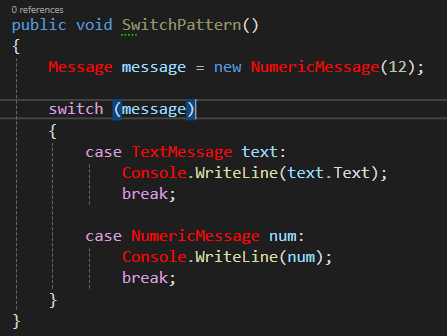 0 references
public void SwitchPattern()
{
    Message message = new NumericMessage(12);
    switch (message)
    {
        case TextMessage text:
            Console.WriteLine(text.Text);
            break;
        case NumericMessage num:
            Console.WriteLine(num);
            break;
    }
}